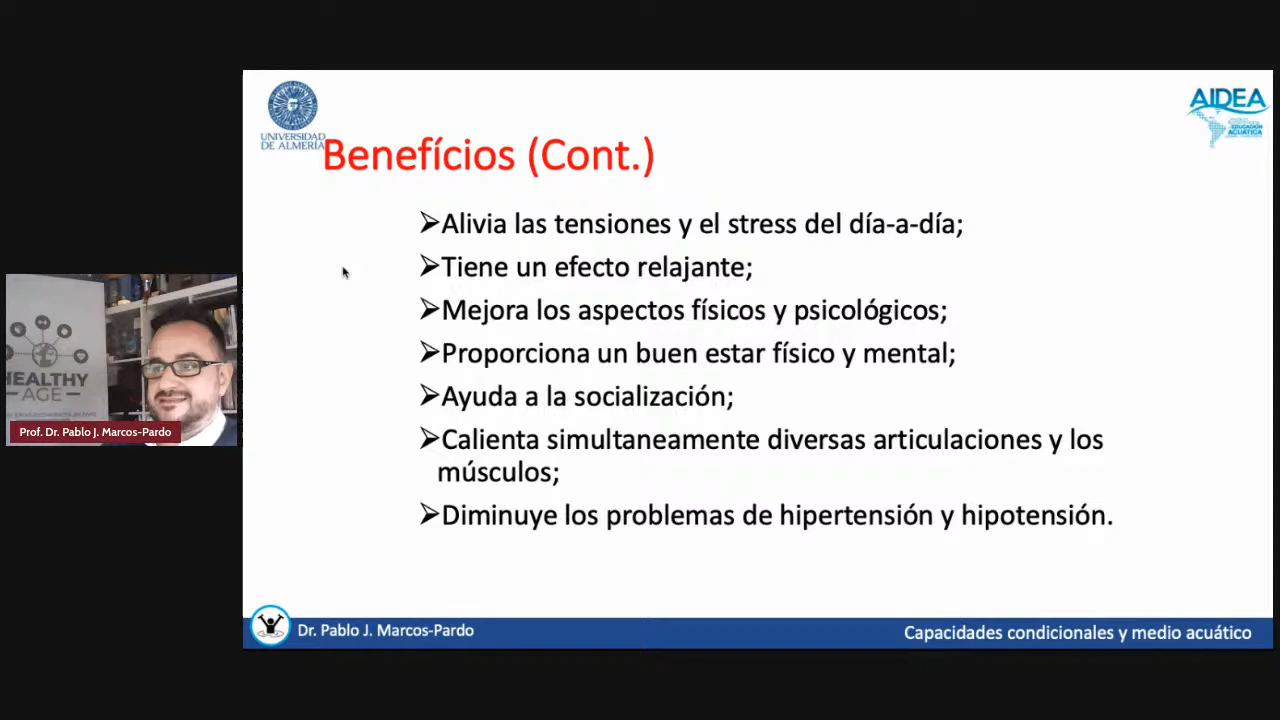 UNIVERSIDAD
DE ALMERÍA
AIDEA
EDUCACIÓN
ACUÁTICA
Benefícios (Cont.)
➢Alivia las tensiones y el stress del día-a-día;
➢Tiene un efecto relajante;
➢Mejora los aspectos físicos y psicológicos;
➢Proporciona un buen estar físico y mental;
➢Ayuda a la socialización;
➢Calienta simultaneamente diversas articulaciones y los
músculos;
➢Diminuye los problemas de hipertensión y hipotensión.
HEALTHY
AGE
Prof. Dr. Pablo J. Marcos-Pardo
Dr. Pablo J. Marcos-Pardo
Capacidades condicionales y medio acuático